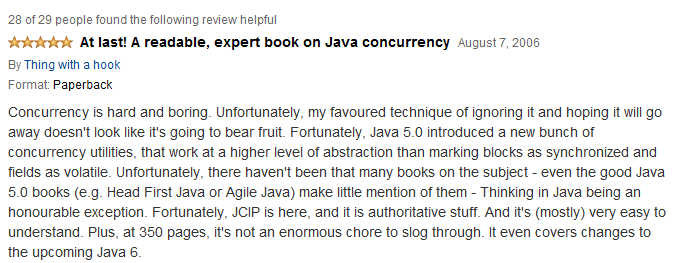 28 of 29 people found the following review helpful
At last! A readable, expert book on Java concurrency August 7, 2006
By Thing with a hook
Format: Paperback
Concurrency is hard and boring. Unfortunately, my favoured technique of ignoring it and hoping it will go
away doesn't look like it's going to bear fruit. Fortunately, Java 5.0 introduced a new bunch of
concurrency utilities, that work at a higher level of abstraction than marking blocks as synchronized and
fields as volatile. Unfortunately, there haven't been that many books on the subject - even the good Java
5.0 books (e.g. Head First Java or Agile Java) make little mention of them - Thinking in Java being an
honourable exception. Fortunately, JCIP is here, and it is authoritative stuff. And it's (mostly) very easy to
understand. Plus, at 350 pages, it's not an enormous chore to slog through. It even covers changes to
the upcoming Java 6.